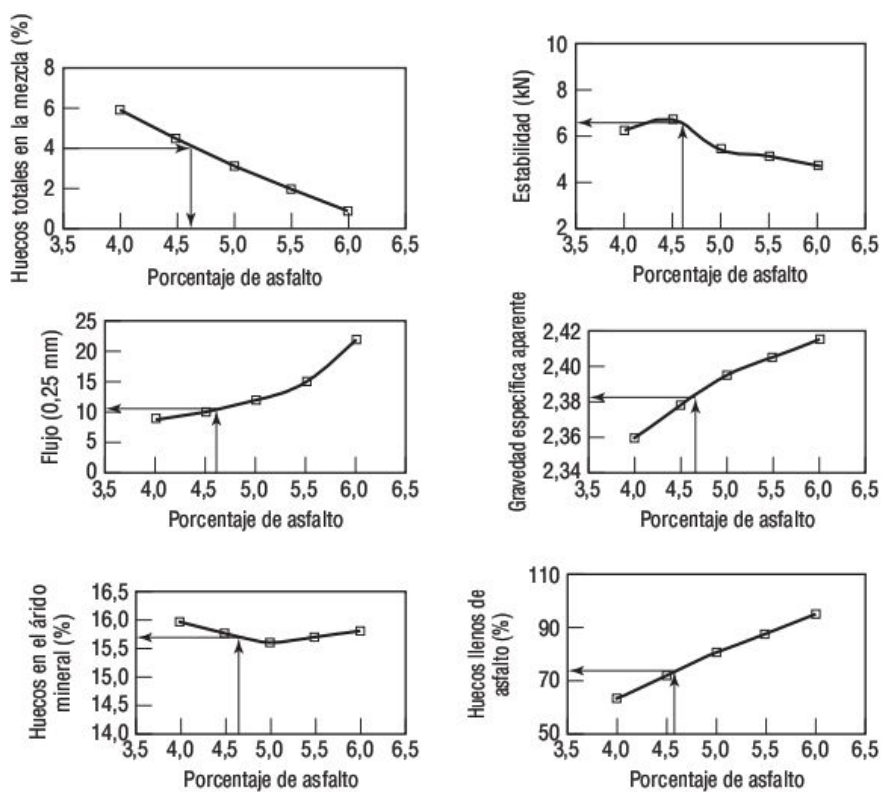 Huecos totales en la mezcla (%)
8
6
4
2
0
3,5 4,0 4,5 5,0 5,5 6,0 6,5
Porcentaje de asfalto
Estabilidad (kN)
10
8
6
4
2
3,5 4,0 4,5 5,0 5,5 6,0 6,5
Porcentaje de asfalto
Flujo (0,25 mm)
25
20
15
10
5
0
3,5 4,0 4,5 5,0 5,5 6,0 6,5
Porcentaje de asfalto
Gravedad específica aparente
2,42
2,40
2,38
2,36
2,34
3,5 4,0 4,5 5,0 5,5 6,0 6,5
Porcentaje de asfalto
Huecos en el árido
mineral (%)
16,5
16,0
15,5
15,0
14,5
14,0
3,5 4,0 4,5 5,0 5,5 6,0 6,5
Porcentaje de asfalto
Huecos llenos de
asfalto (%)
110
90
70
50
3,5 4,0 4,5 5,0 5,5 6,0 6,5
Porcentaje de asfalto